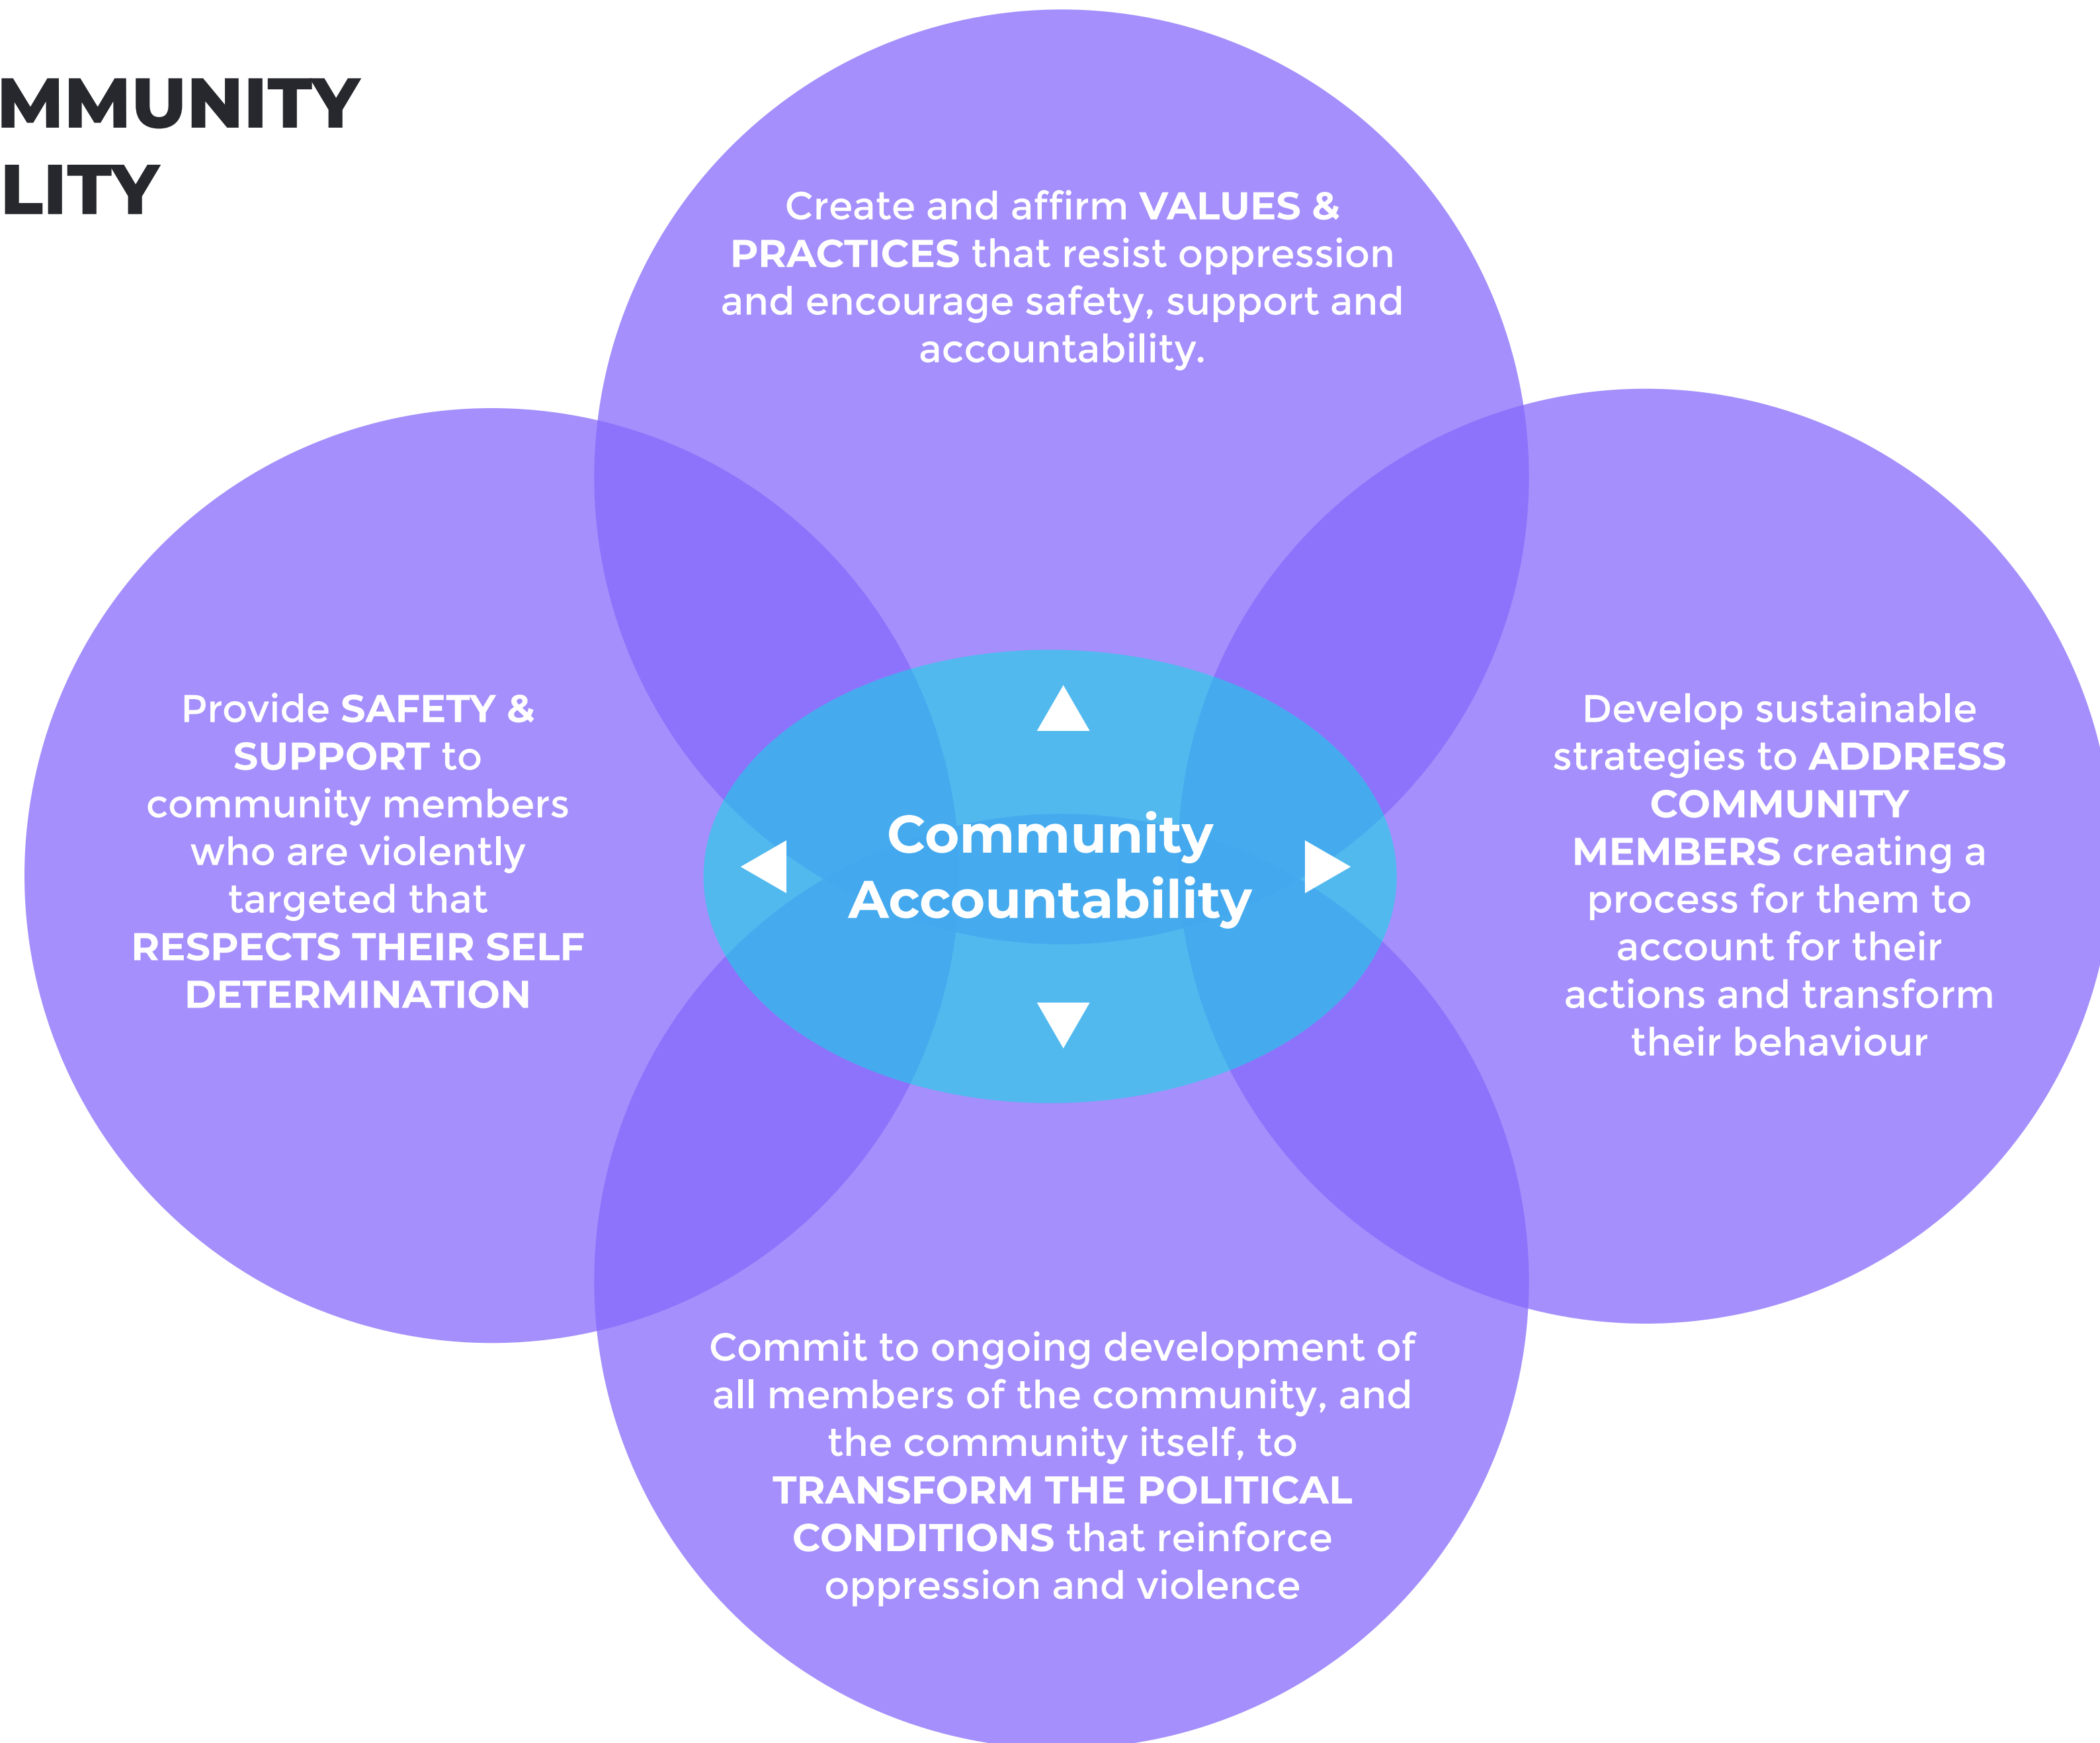 MMUNITY
LITY
Create and affirm VALUES &
PRACTICES that resist oppression
and encourage safety, support and
accountability.
Provide SAFETY &
SUPPORT to
community members
who are violently
targeted that
RESPECTS THEIR SELF
DETERMINATION
Community
Accountability
Develop sustainable
strategies to ADDRESS
COMMUNITY
MEMBERS creating a
process for them to
account for their
actions and transform
their behaviour
Commit to ongoing development of
all members of the community, and
the community itself, to
TRANSFORM THE POLITICAL
CONDITIONS that reinforce
oppression and violence